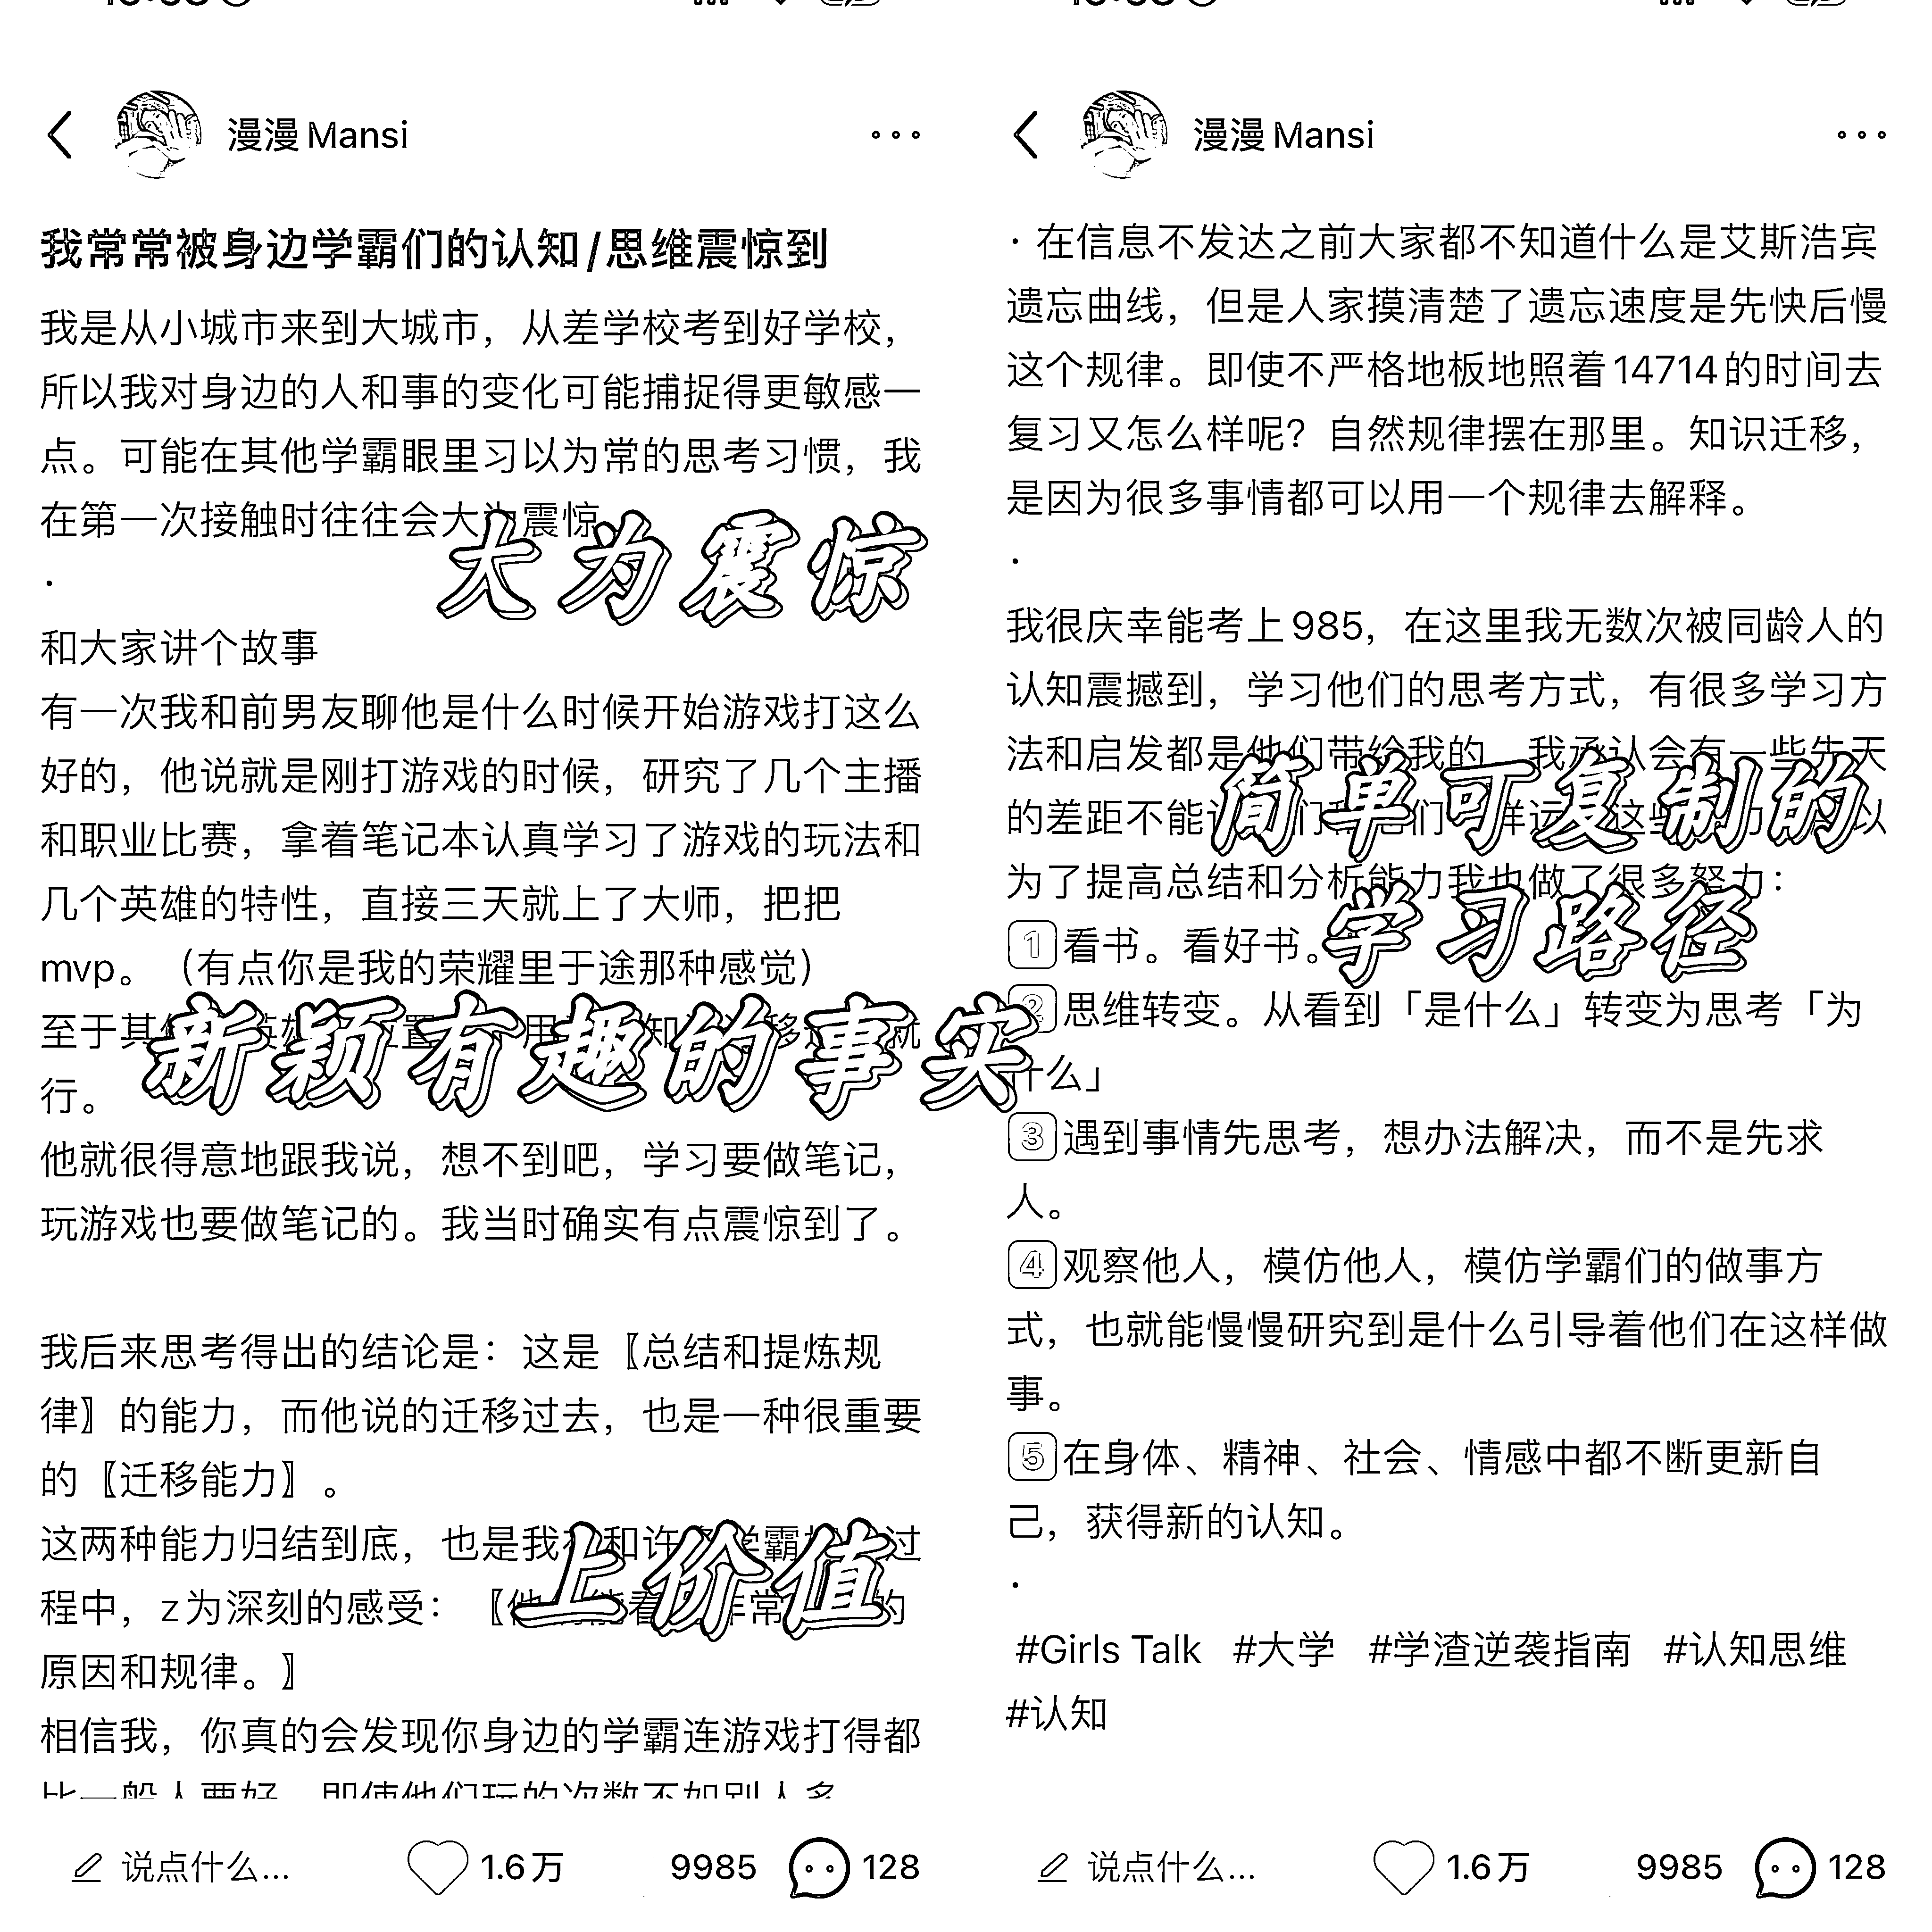 漫漫Mansi
我常常被身边学霸们的认知/思维震惊到
我是从小城市来到大城市，从差学校考到好学校，
所以我对身边的人和事的变化可能捕捉得更敏感一
点。可能在其他学霸眼里习以为常的思考习惯，我
在第一次接触时往往会大为震惊
大为震惊
·
和大家讲个故事
有一次我和前男友聊他是什么时候开始游戏打这么
好的，他说就是刚打游戏的时候，研究了几个主播
和职业比赛，拿着笔记本认真学习了游戏的玩法和
几个英雄的特性，直接三天就上了大师，把把
mvp。（有点你是我的荣耀里于途那种感觉）
至于其 英 位置 用 知 移 就
新颖有趣的事实
行。
他就很得意地跟我说，想不到吧，学习要做笔记，
玩游戏也要做笔记的。我当时确实有点震惊到了。
我后来思考得出的结论是：这是〖总结和提炼规
律〗的能力，而他说的迁移过去，也是一种很重要
的〖迁移能力〗。
这两种能力归结到底，也是我 和许 学霸 过
程中，z为深刻的感受：〖他 能看 非常 的
上价值
原因和规律。〗
相信我，你真的会发现你身边的学霸连游戏打得都
比一般人要好，即使他们玩的次数不如别人多
说点什么...
1.6万
9985
128
漫漫Mansi
· 在信息不发达之前大家都不知道什么是艾斯浩宾
遗忘曲线，但是人家摸清楚了遗忘速度是先快后慢
这个规律。即使不严格地板地照着14714的时间去
复习又怎么样呢？自然规律摆在那里。知识迁移，
是因为很多事情都可以用一个规律去解释。
·
我很庆幸能考上985，在这里我无数次被同龄人的
认知震撼到，学习他们的思考方式，有很多学习方
法和启发都是他们带给我的，我承认会有一些先天
的差距不能 们 们 样运 这些 以
简单可复制的
为了提高总结和分析能力我也做了很多努力：
学习路径
1看书。看好书。
2思维转变。从看到「是什么」转变为思考「为
什么」
3遇到事情先思考，想办法解决，而不是先求
人。
4观察他人，模仿他人，模仿学霸们的做事方
式，也就能慢慢研究到是什么引导着他们在这样做
事。
5在身体、精神、社会、情感中都不断更新自
己，获得新的认知。
·
#Girls Talk #大学 #学渣逆袭指南 #认知思维
#认知
说点什么...
1.6万
9985
128